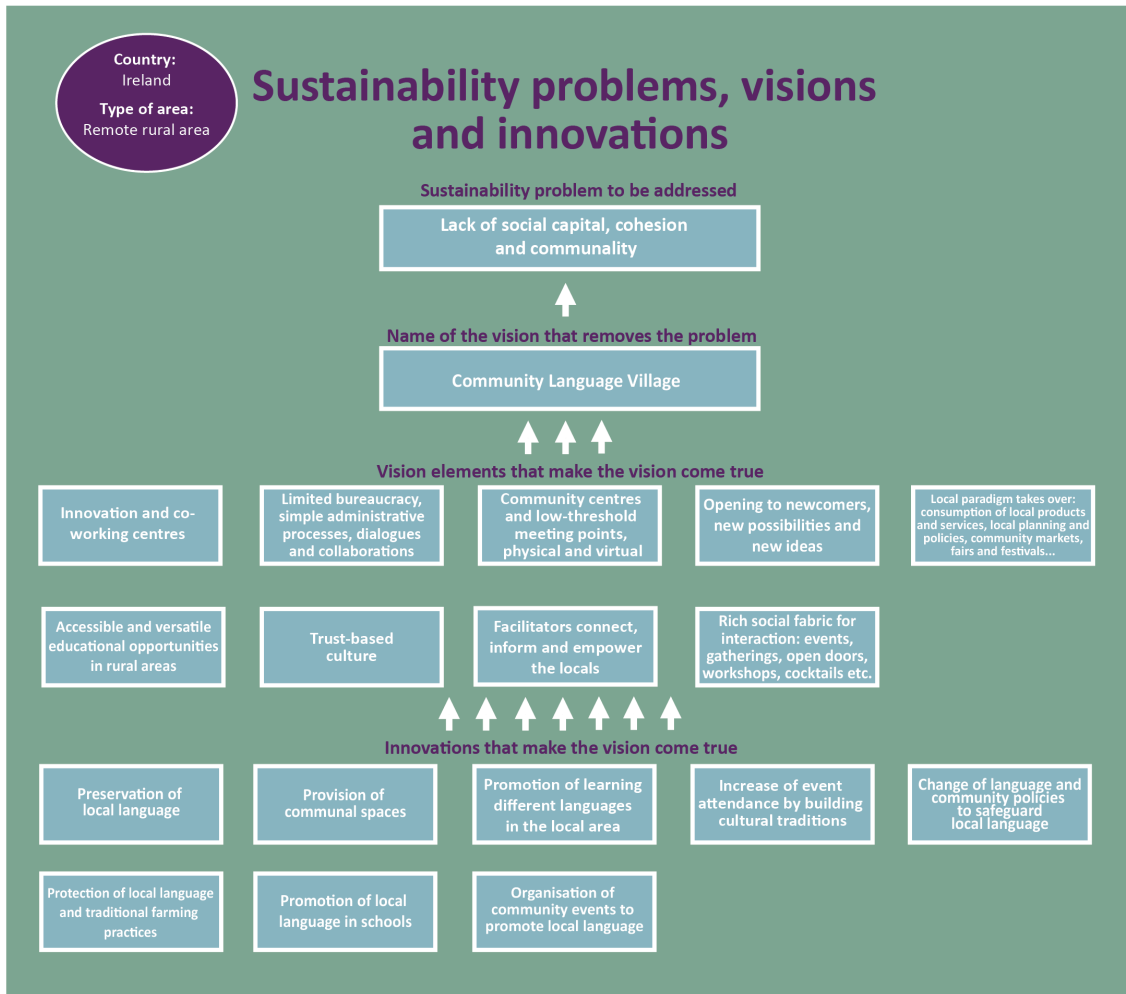 Country:
Ireland
Type of area:
Remote rural area
Sustainability problems, visions
and innovations
Sustainability problem to be addressed
Lack of social capital, cohesion
and communality
Name of the vision that removes the problem
Community Language Village
Vision elements that make the vision come true
Innovation and co-
working centres
Limited bureaucracy,
simple administrative
processes, dialogues
and collaborations
Community centres
and low-threshold
meeting points,
physical and virtual
Opening to newcomers,
new possibilities and
new ideas
Local paradigm takes over:
consumption of local products
and services, local planning and
policies, community markets,
fairs and festivals...
Accessible and versatile
educational opportunities
in rural areas
Trust-based
culture
Facilitators connect,
inform and empower
the locals
Rich social fabric for
interaction: events,
gatherings, open doors,
workshops, cocktails etc.
Innovations that make the vision come true
Preservation of
local language
Provision of
communal spaces
Promotion of learning
different languages
in the local area
Increase of event
attendance by building
cultural traditions
Change of language and
community policies
to safeguard
local language
Protection of local language
and traditional farming
practices
Promotion of local
language in schools
Organisation of
community events to
promote local language